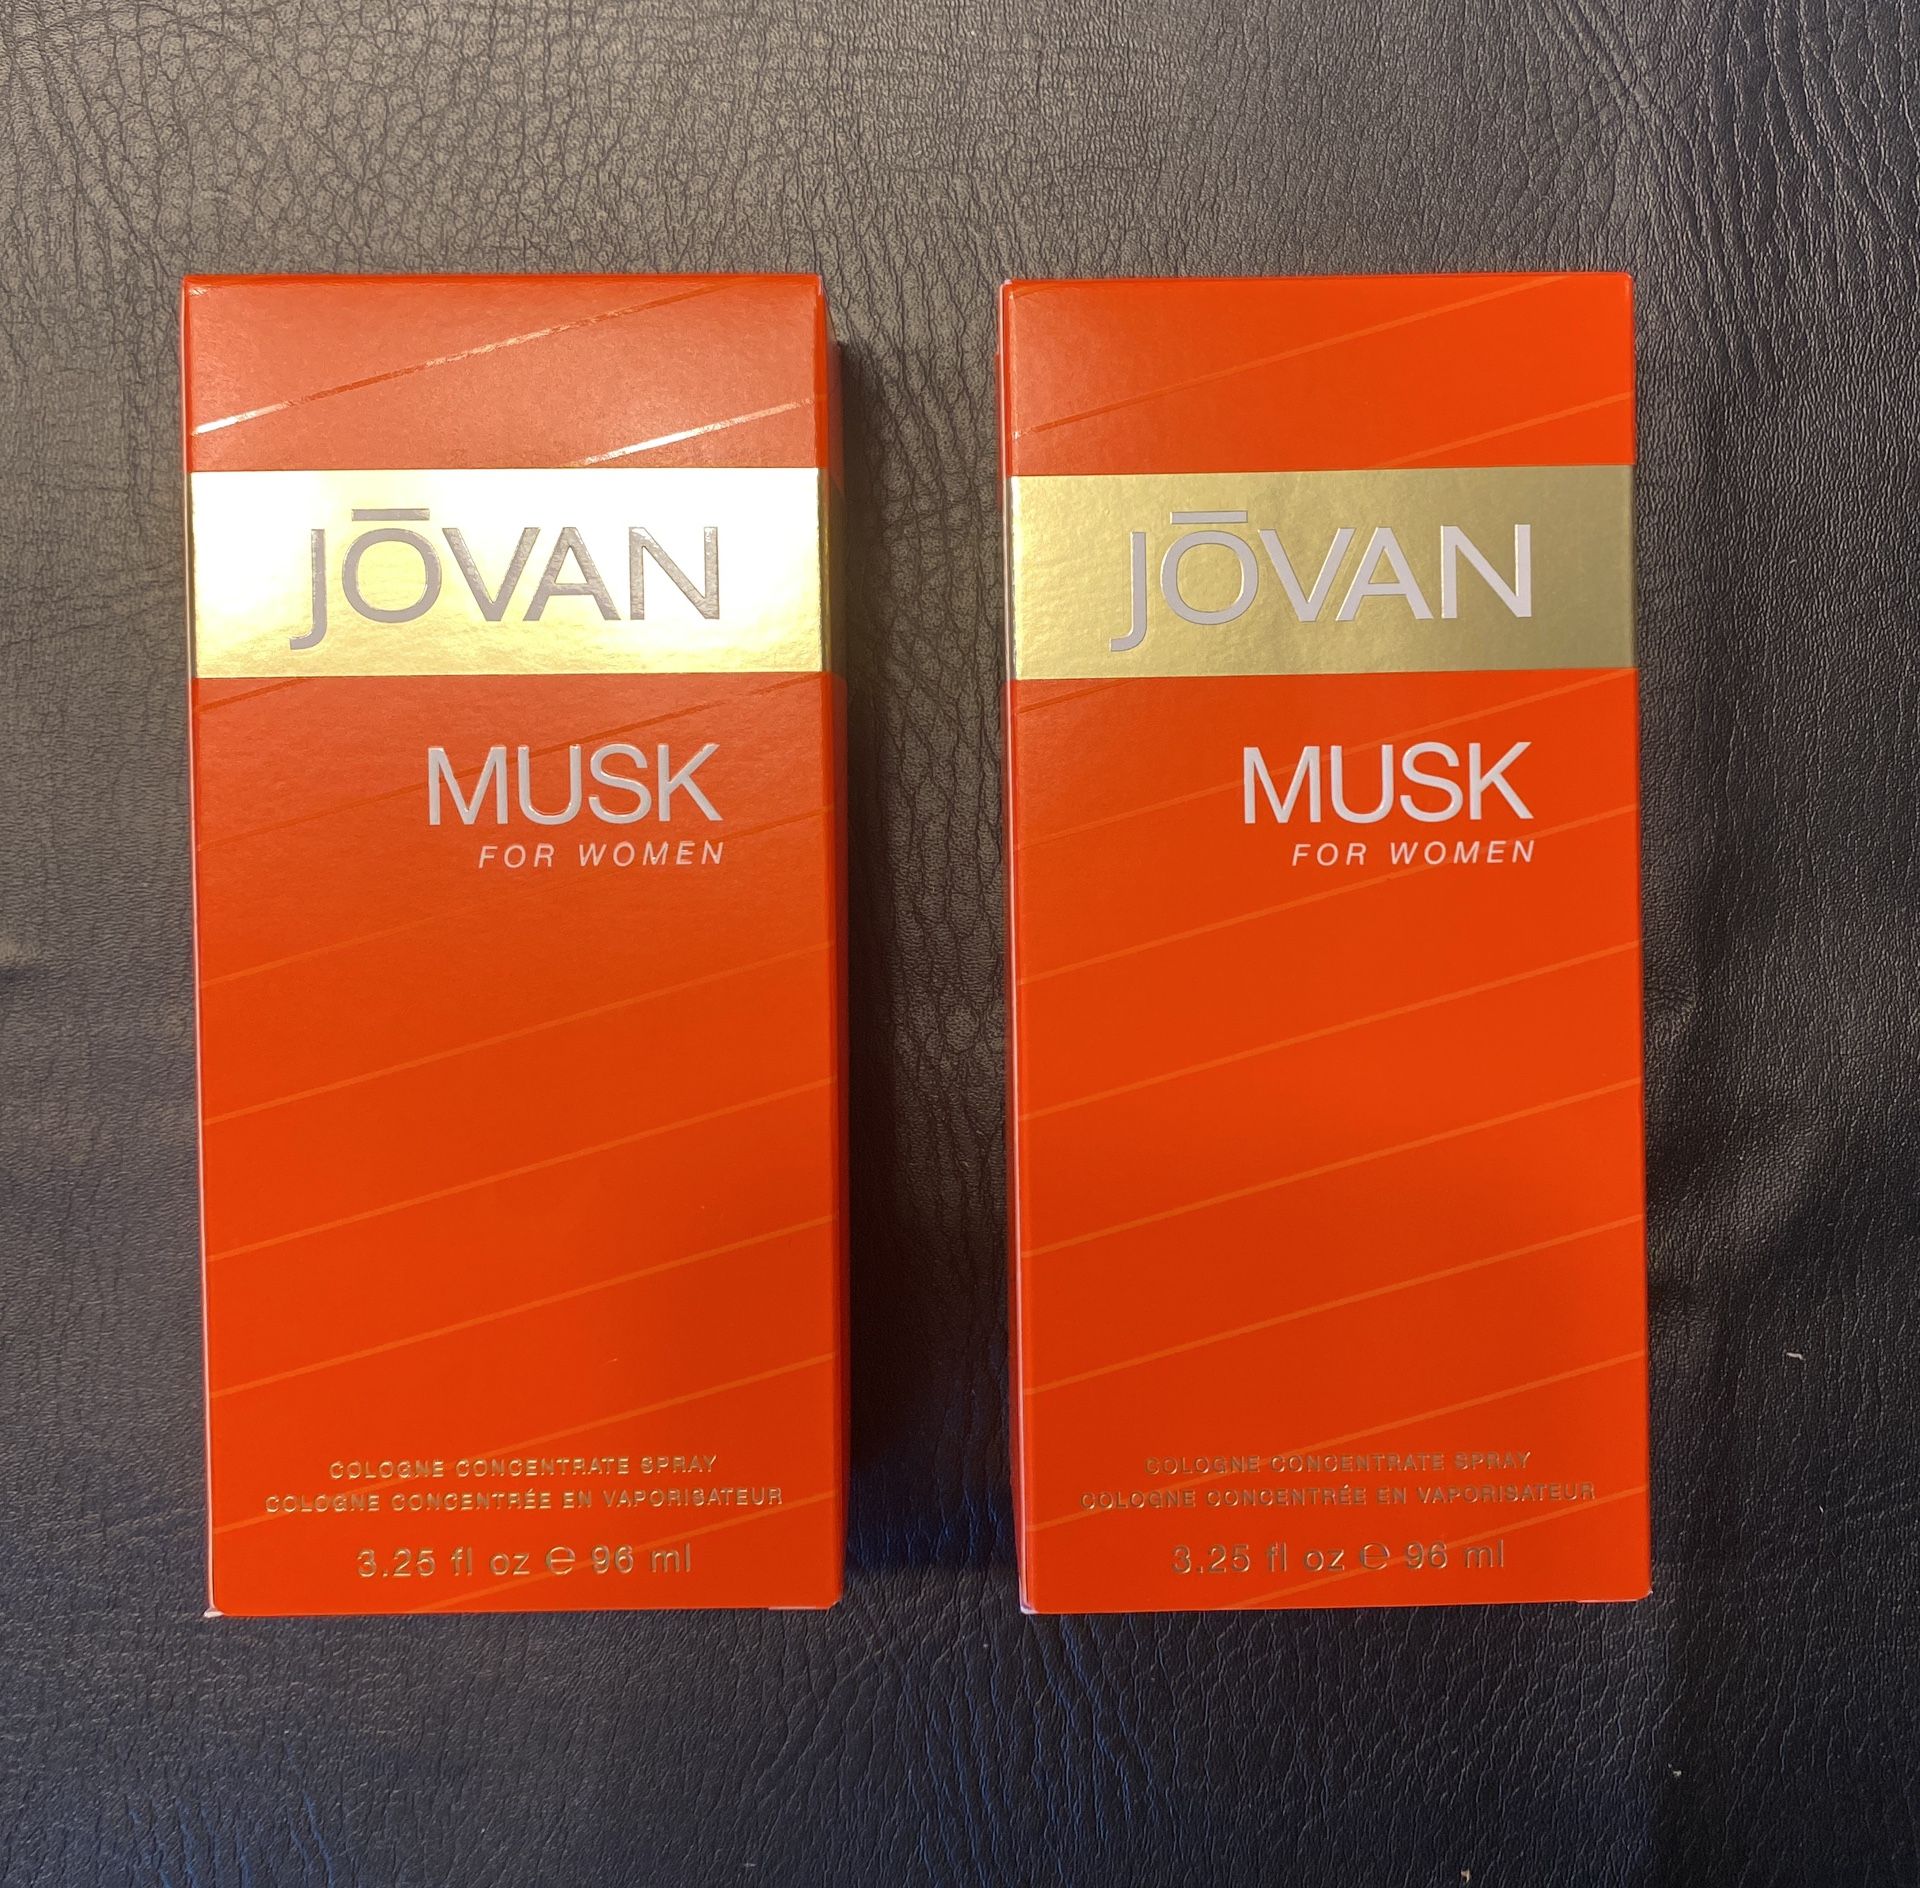 JŌVAN
MUSK
FOR WOMEN
COLOGNE CONCENTRATE SPRAY
COLOGNE CONCENTRÉE EN VAPORISATEUR
3.25 fl oz ℮ 96 ml
JŌVAN
MUSK
FOR WOMEN
COLOGNE CONCENTRATE SPRAY
COLOGNE CONCENTRÉE EN VAPORISATEUR
3.25 fl oz ℮ 96 ml